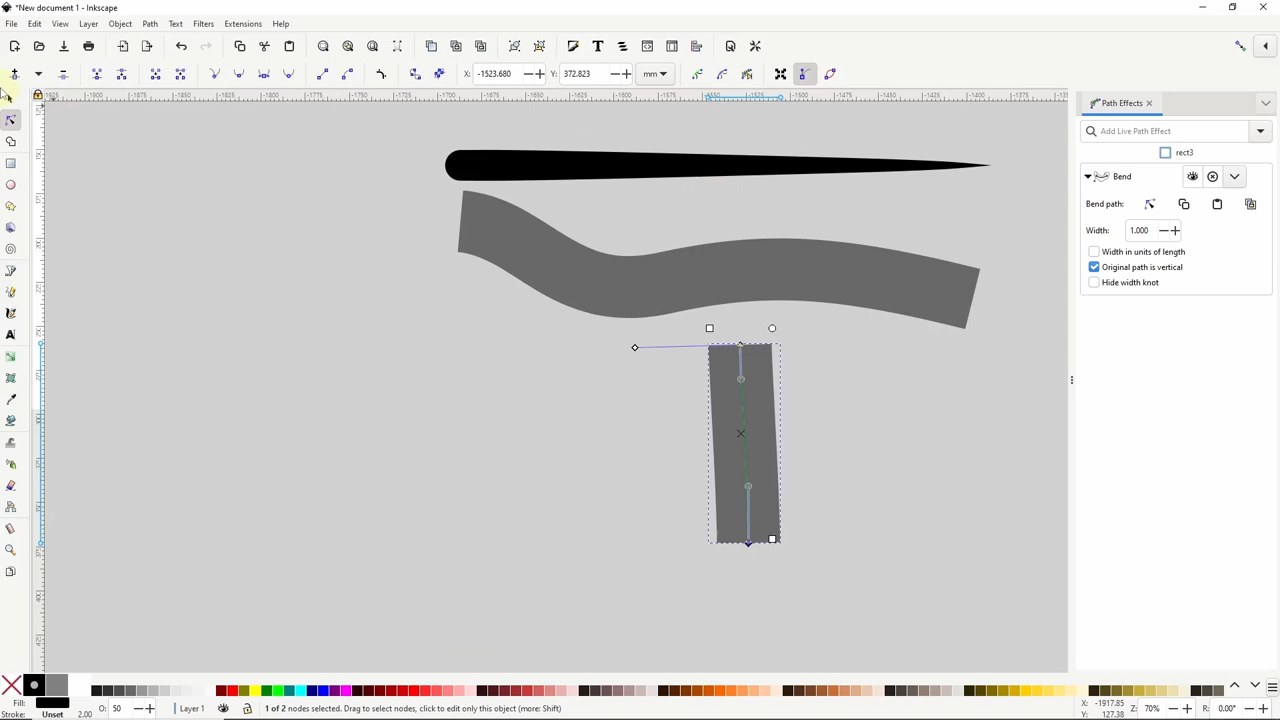 *New document 1 - Inkscape
File Edit View Layer Object Path Text Filters Extensions Help
X: -1523.680 Y: 372.823 mm
Path Effects
Add Live Path Effect
rect3
Bend
Bend path:
Width: 1.000
Width in units of length
Original path is vertical
Hide width knot
Fill: O: 50 Layer 1 1 of 2 nodes selected. Drag to select nodes, click to edit only this object (more: Shift) X: -1917.85 Z: 70% R: 0.00°
Stroke: Unset 2.00 Y: 127.38